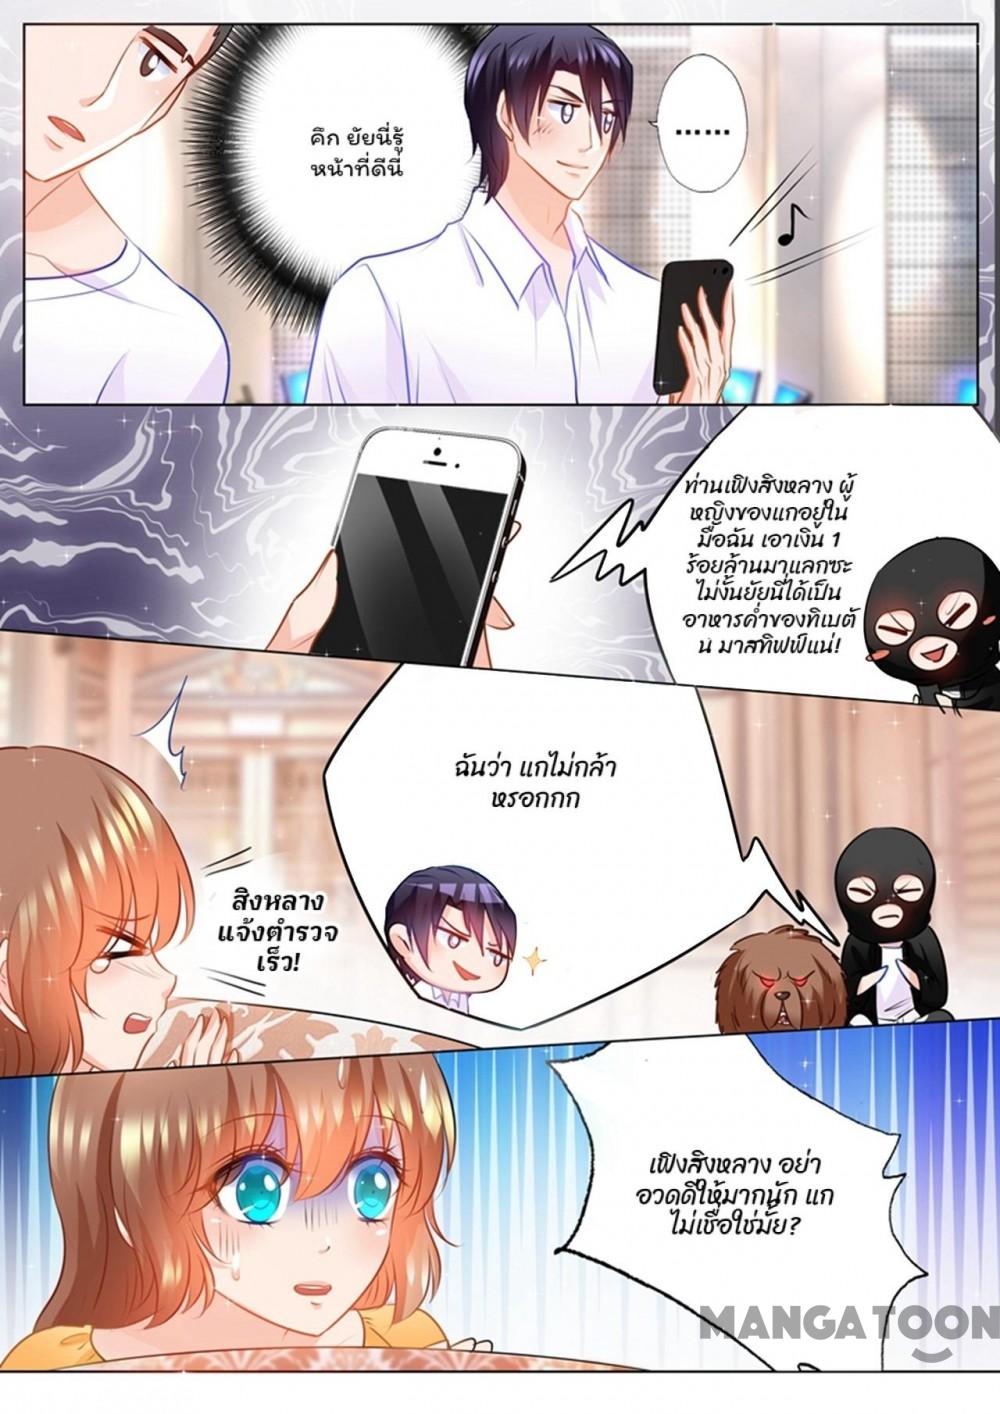 คึก ยัยนี่รู้
หน้าที่ดีนี่
......
ท่านเฟิงสิงหลาง ผู้
หญิงของแกอยู่ใน
มือฉัน เอาเงิน 1
ร้อยล้านมาแลกซะ
ไม่งั้นยัยนี่ได้เป็น
อาหารค่ำของทิเบตั
น มาสทิฟฟ์แน่!
ฉันว่า แกไม่กล้า
หรอกกก
สิงหลาง
แจ้งตำรวจ
เร็ว!
เฟิงสิงหลาง อย่า
อวดดีให้มากนัก แก
ไม่เชื่อใช่มั้ย?
MANGATOON